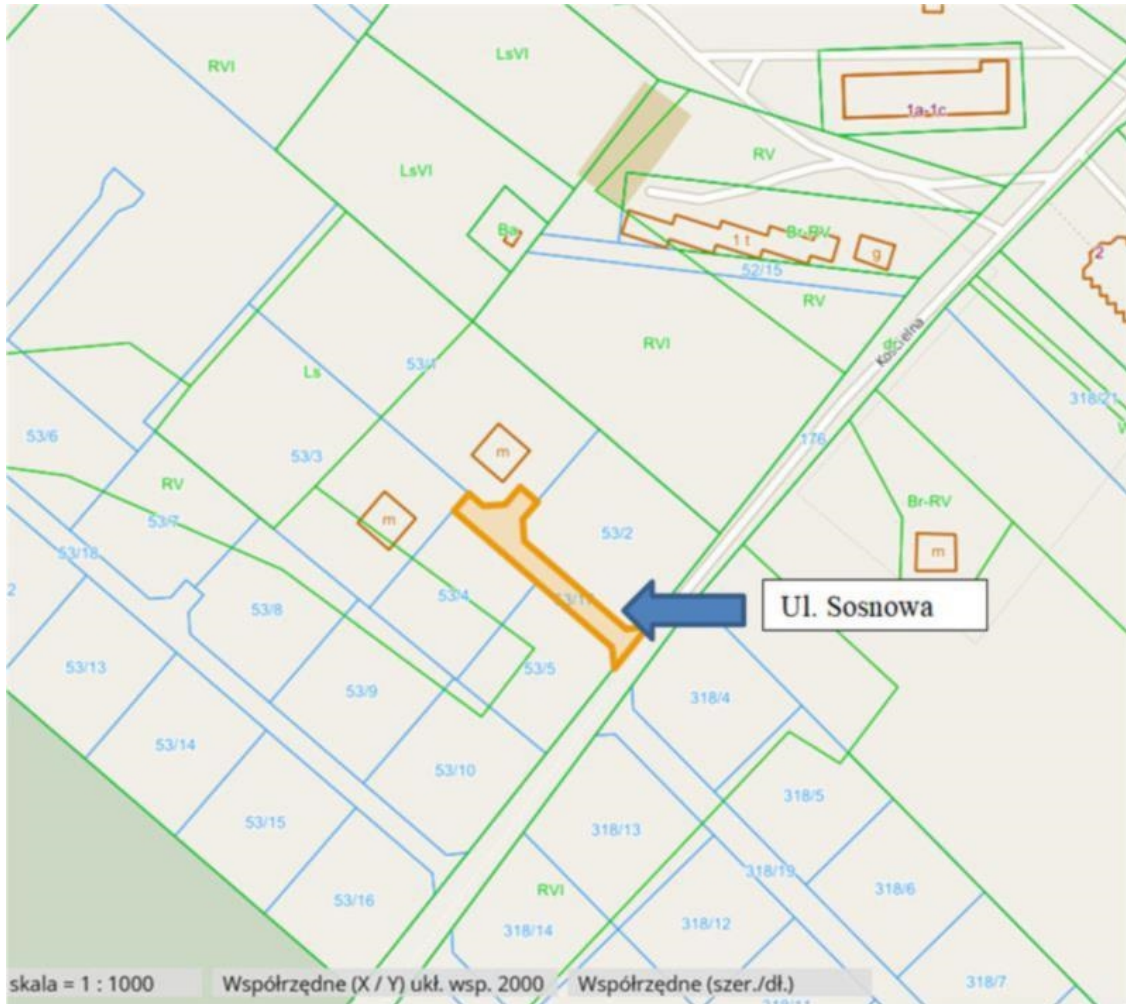 LsVI
RVI
1a-1c
RV
LsVI
Ba
1 t
Br-RV
g
2
52/15
RV
RVI
dr
Kościelna
53/1
Ls
318/21
53/6
53/3
m
176
RV
m
53/7
Br-RV
53/2
53/18
m
53/4
53/17
Ul. Sosnowa
53/8
53/5
53/13
53/9
318/4
53/14
53/10
318/5
53/15
318/13
318/19
RVI
318/6
53/16
318/14
318/12
318/7
skala = 1 : 1000
Współrzędne (X / Y) ukł. wsp. 2000
Współrzędne (szer./dł.)